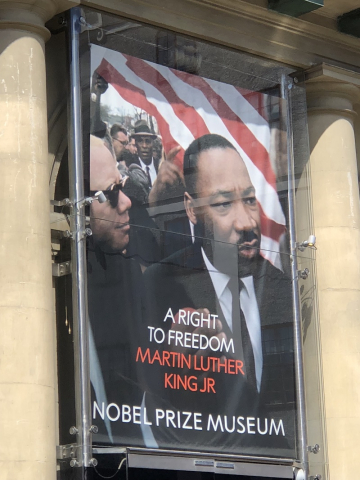 A RIGHT
TO FREEDOM
MARTIN LUTHER
KING JR
NOBEL PRIZE MUSEUM